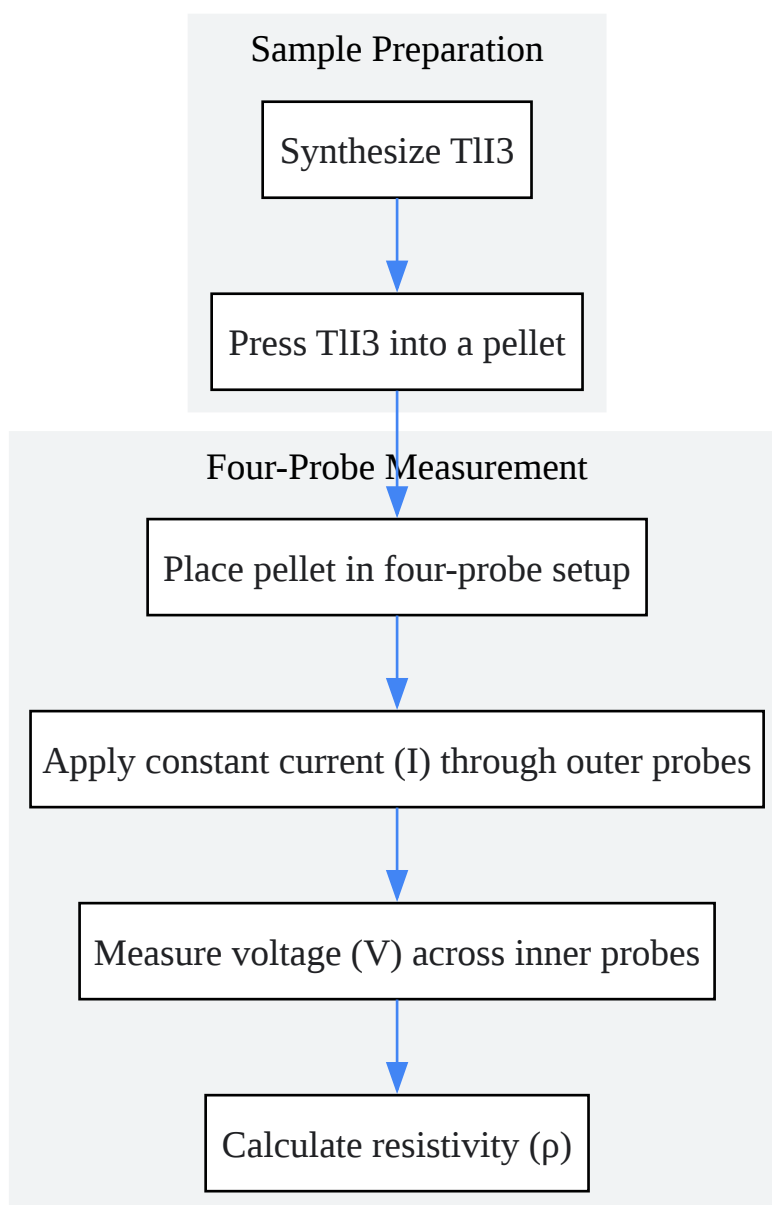 Sample Preparation
Synthesize TlI3
Press TlI3 into a pellet
Four-Probe Measurement
Place pellet in four-probe setup
Apply constant current (I) through outer probes
Measure voltage (V) across inner probes
Calculate resistivity (ρ)